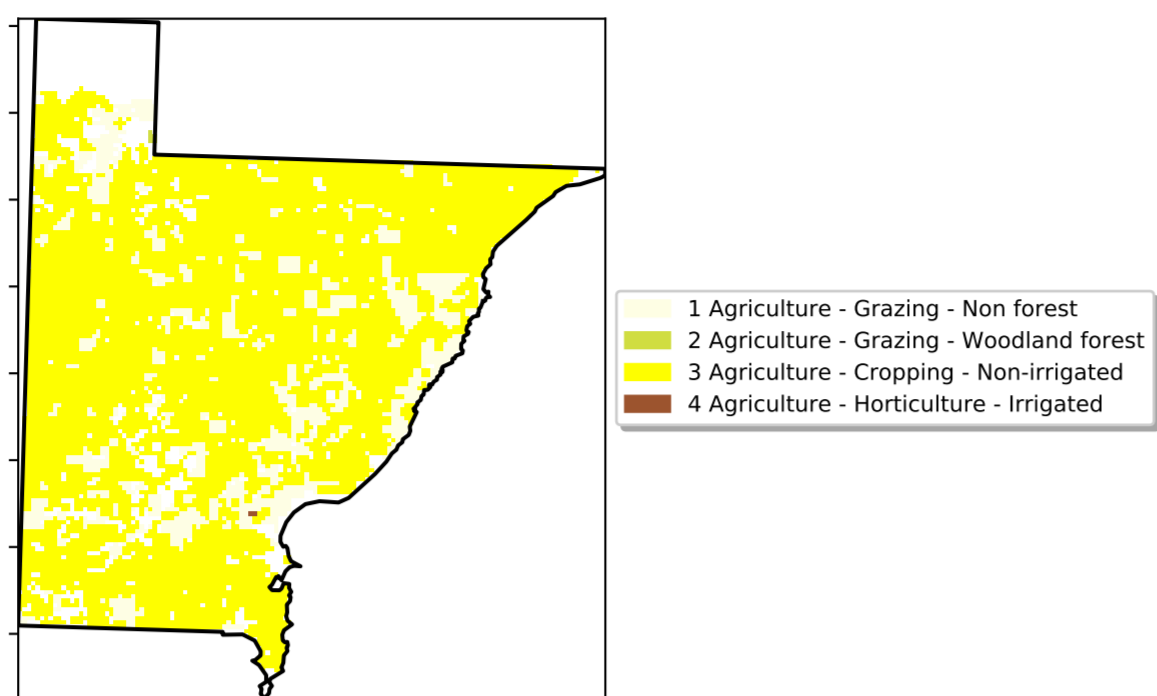 1 Agriculture - Grazing - Non forest
2 Agriculture - Grazing - Woodland forest
3 Agriculture - Cropping - Non-irrigated
4 Agriculture - Horticulture - Irrigated